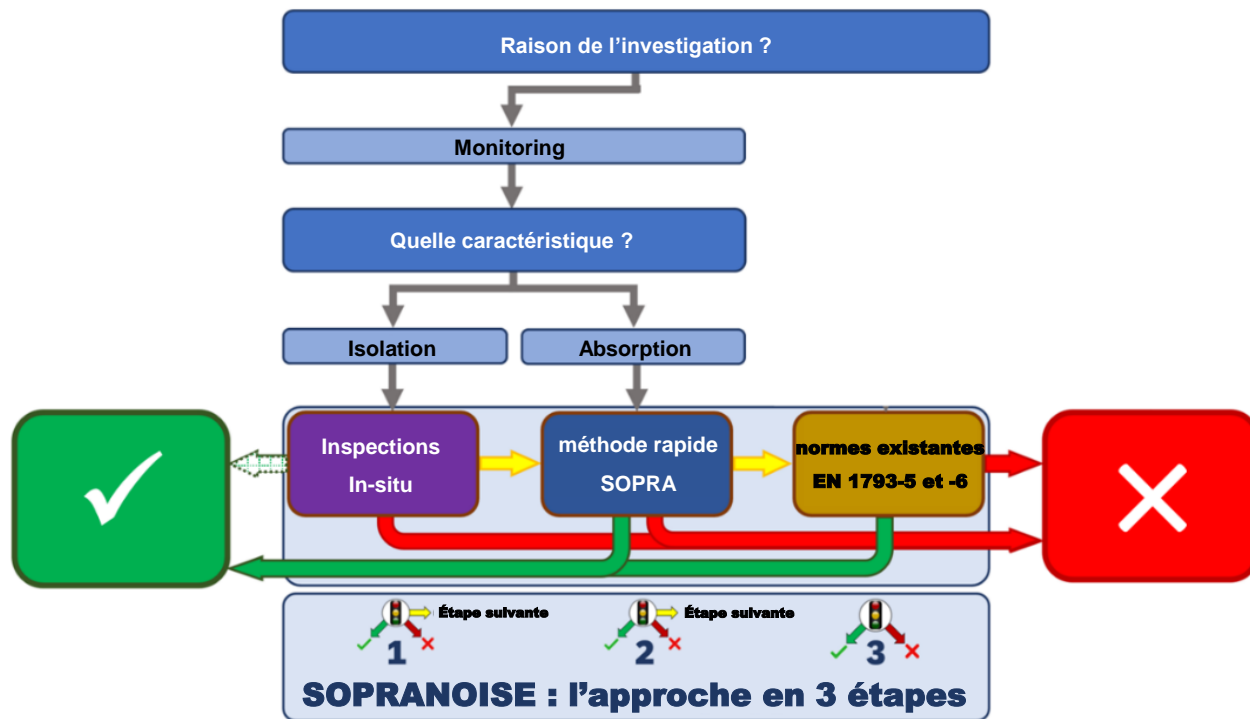 Raison de l’investigation ?
Monitoring
Quelle caractéristique ?
Isolation
Absorption
Inspections
In-situ
méthode rapide
SOPRA
normes existantes
EN 1793-5 et -6
Étape suivante
Étape suivante
1
2
3
SOPRANOISE : l’approche en 3 étapes